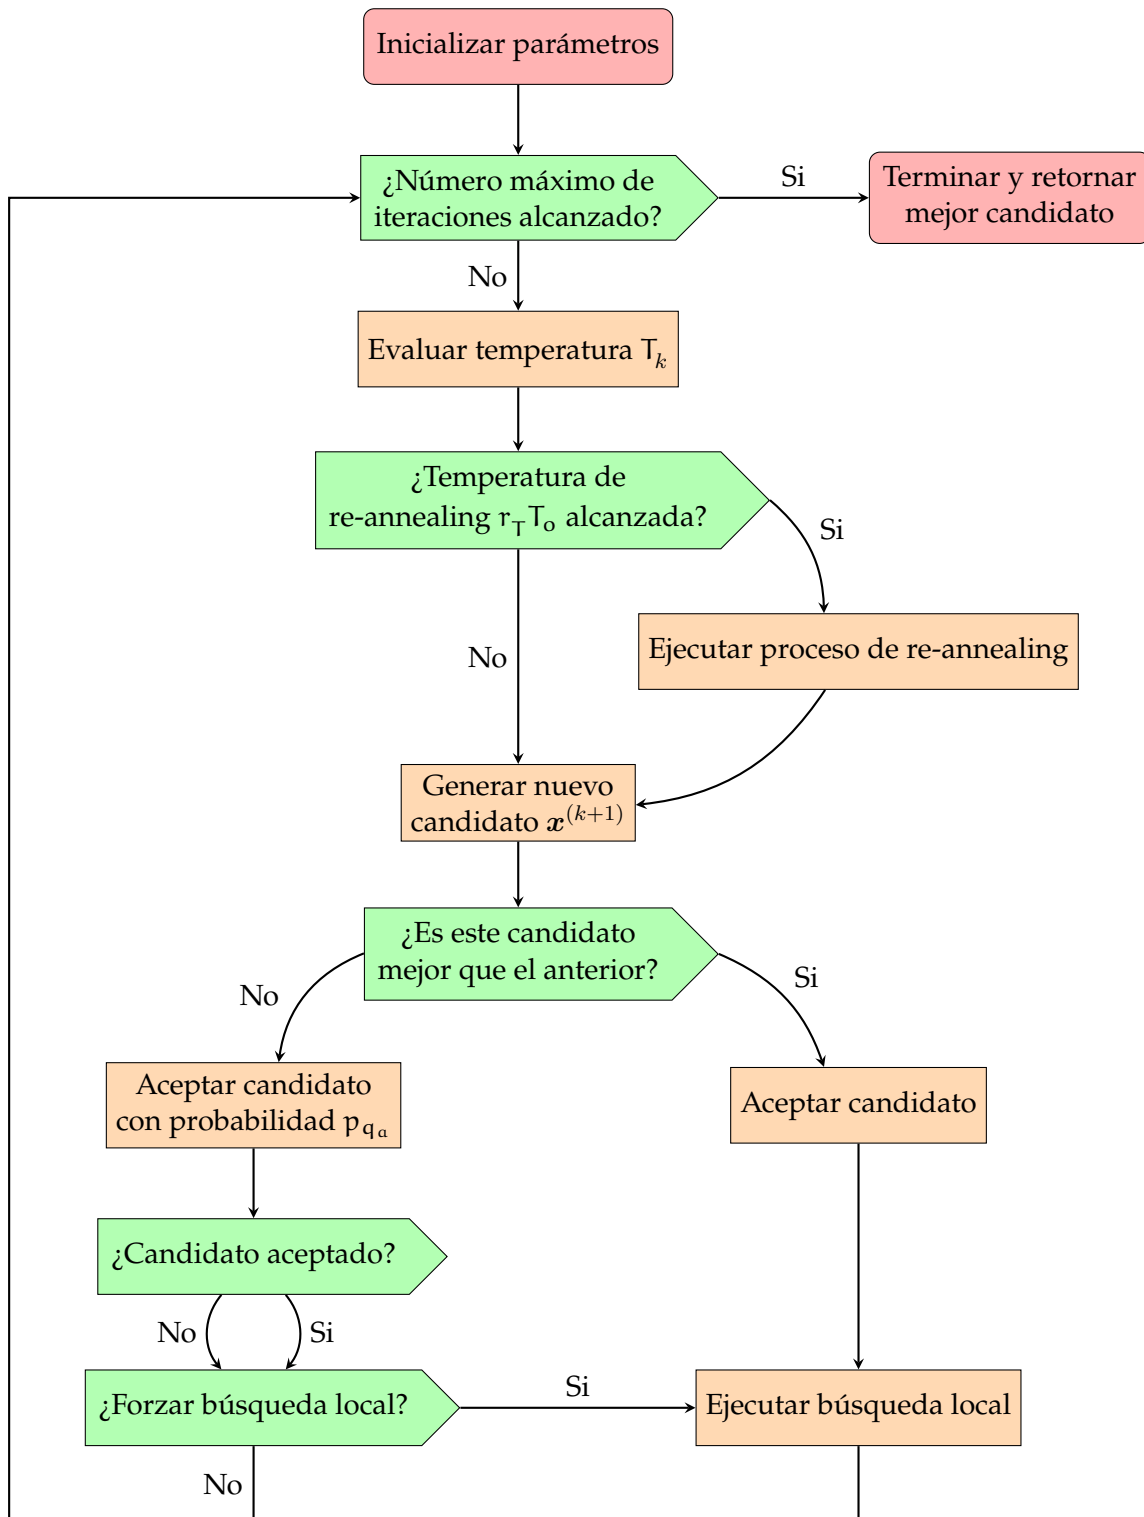 Inicializar parámetros
¿Número máximo de
iteraciones alcanzado?
Si
Terminar y retornar
mejor candidato
No
Evaluar temperatura T_k
¿Temperatura de
re-annealing r_T T_o alcanzada?
Si
Ejecutar proceso de re-annealing
No
Generar nuevo
candidato x^(k+1)
¿Es este candidato
mejor que el anterior?
No
Si
Aceptar candidato
con probabilidad p_{q_a}
Aceptar candidato
¿Candidato aceptado?
No
Si
¿Forzar búsqueda local?
Si
Ejecutar búsqueda local
No